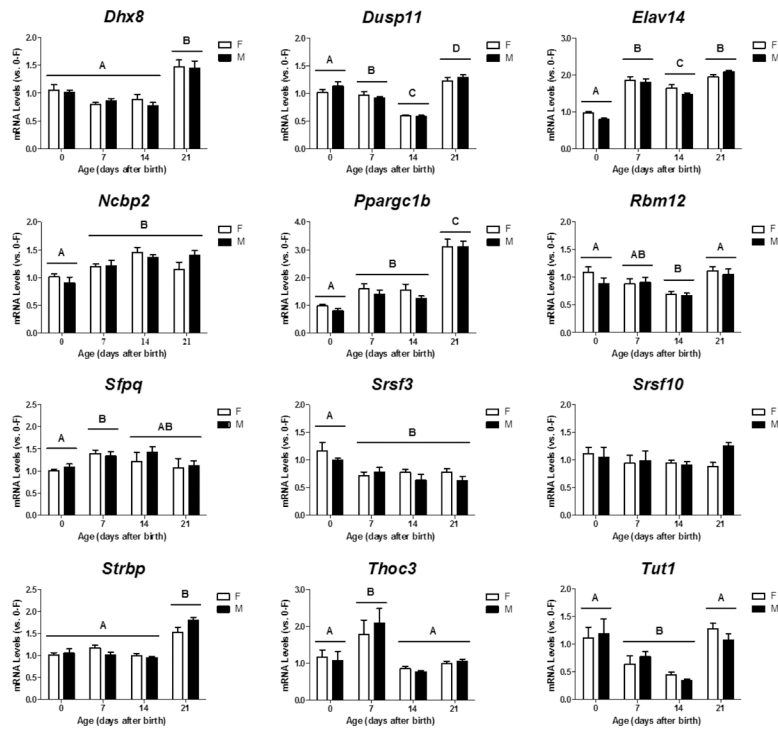 Dhx8
mRNA Levels (vs. 0-F)
2.0
1.5
1.0
0.5
0.0
A
B
F
M
0 7 14 21
Age (days after birth)
Dusp11
mRNA Levels (vs. 0-F)
2.0
1.5
1.0
0.5
0.0
A
B
C
D
F
M
0 7 14 21
Age (days after birth)
Elav14
mRNA Levels (vs. 0-F)
3.0
2.0
1.0
0.0
A
B
C
B
F
M
0 7 14 21
Age (days after birth)
Ncbp2
mRNA Levels (vs. 0-F)
2.0
1.5
1.0
0.5
0.0
A
B
F
M
0 7 14 21
Age (days after birth)
Ppargc1b
mRNA Levels (vs. 0-F)
4.0
3.0
2.0
1.0
0.0
A
B
C
F
M
0 7 14 21
Age (days after birth)
Rbm12
mRNA Levels (vs. 0-F)
2.0
1.5
1.0
0.5
0.0
A
AB
B
A
F
M
0 7 14 21
Age (days after birth)
Sfpq
mRNA Levels (vs. 0-F)
2.5
2.0
1.5
1.0
0.5
0.0
A
B
AB
F
M
0 7 14 21
Age (days after birth)
Srsf3
mRNA Levels (vs. 0-F)
2.0
1.5
1.0
0.5
0.0
A
B
F
M
0 7 14 21
Age (days after birth)
Srsf10
mRNA Levels (vs. 0-F)
2.0
1.5
1.0
0.5
0.0
F
M
0 7 14 21
Age (days after birth)
Strbp
mRNA Levels (vs. 0-F)
2.5
2.0
1.5
1.0
0.5
0.0
A
B
F
M
0 7 14 21
Age (days after birth)
Thoc3
mRNA Levels (vs. 0-F)
3.0
2.0
1.0
0.0
A
B
A
F
M
0 7 14 21
Age (days after birth)
Tut1
mRNA Levels (vs. 0-F)
2.0
1.5
1.0
0.5
0.0
A
B
A
F
M
0 7 14 21
Age (days after birth)